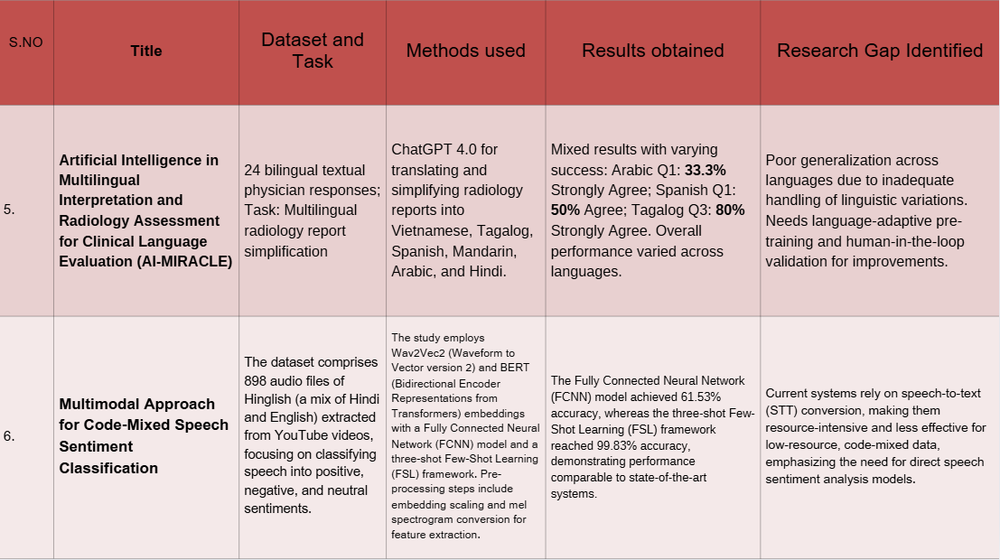 S.NO
Title
Dataset and
Task
Methods used
Results obtained
Research Gap Identified
5.
Artificial Intelligence in
Multilingual
Interpretation and
Radiology Assessment
for Clinical Language
Evaluation (AI-MIRACLE)
24 bilingual textual
physician responses;
Task: Multilingual
radiology report
simplification
ChatGPT 4.0 for
translating and
simplifying radiology
reports into
Vietnamese, Tagalog,
Spanish, Mandarin,
Arabic, and Hindi.
Mixed results with varying
success: Arabic Q1: 33.3%
Strongly Agree; Spanish Q1:
50% Agree; Tagalog Q3: 80%
Strongly Agree. Overall
performance varied across
languages.
Poor generalization across
languages due to inadequate
handling of linguistic variations.
Needs language-adaptive pre-
training and human-in-the-loop
validation for improvements.
6.
Multimodal Approach
for Code-Mixed Speech
Sentiment
Classification
The dataset comprises
898 audio files of
Hinglish (a mix of Hindi
and English) extracted
from YouTube videos,
focusing on classifying
speech into positive,
negative, and neutral
sentiments.
The study employs
Wav2Vec2 (Waveform to
Vector version 2) and BERT
(Bidirectional Encoder
Representations from
Transformers) embeddings
with a Fully Connected Neural
Network (FCNN) model and a
three-shot Few-Shot Learning
(FSL) framework. Pre-
processing steps include
embedding scaling and mel
spectrogram conversion for
feature extraction.
The Fully Connected Neural Network
(FCNN) model achieved 61.53%
accuracy, whereas the three-shot Few-
Shot Learning (FSL) framework
reached 99.83% accuracy,
demonstrating performance
comparable to state-of-the-art
systems.
Current systems rely on speech-to-text
(STT) conversion, making them
resource-intensive and less effective for
low-resource, code-mixed data,
emphasizing the need for direct speech
sentiment analysis models.